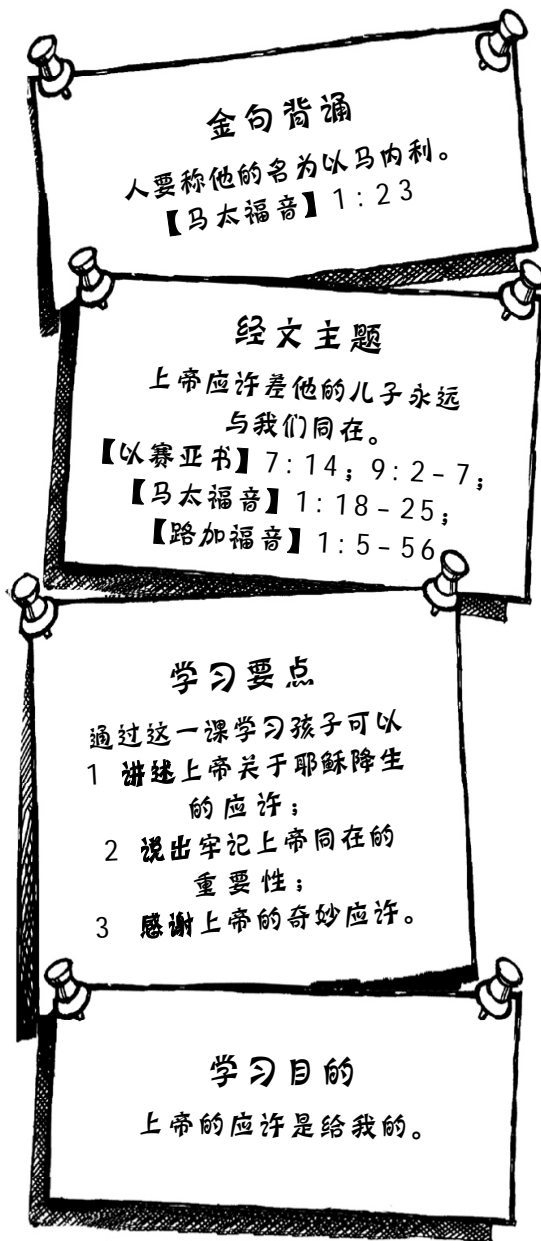 金句背诵
人要称他的名为以马内利。
【马太福音】1:23
经文主题
上帝应许差他的儿子永远
与我们同在。
【以赛亚书】7:14；9:2-7；
【马太福音】1:18-25；
【路加福音】1:5-56
学习要点
通过这一课学习孩子可以
1 讲述上帝关于耶稣降生
的应许；
2 说出牢记上帝同在的
重要性；
3 感谢上帝的奇妙应许。
学习目的
上帝的应许是给我的。